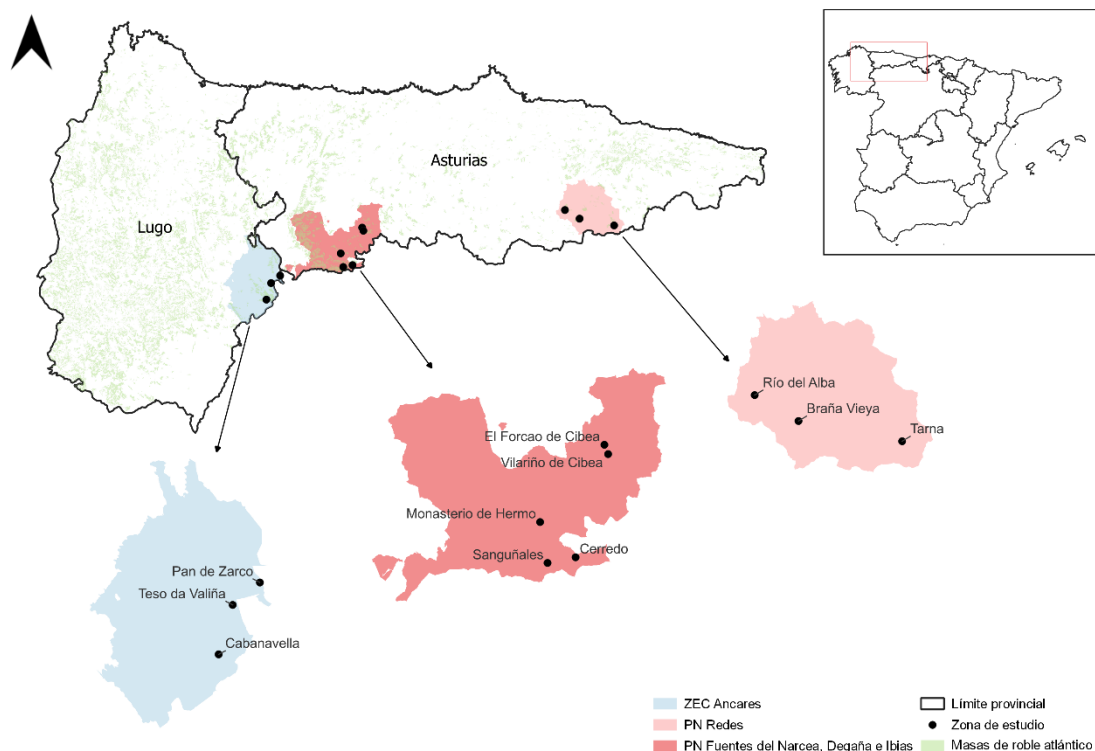 Asturias
Lugo
Río del Alba
Braña Vieya
Tarna
El Forcao de Cibea
Vilariño de Cibea
Monasterio de Hermo
Sanguñales
Cerredo
Pan de Zarco
Teso da Valiña
Cabanavella
ZEC Ancares
PN Redes
PN Fuentes del Narcea, Degaña e Ibias
Límite provincial
Zona de estudio
Masas de roble atlántico